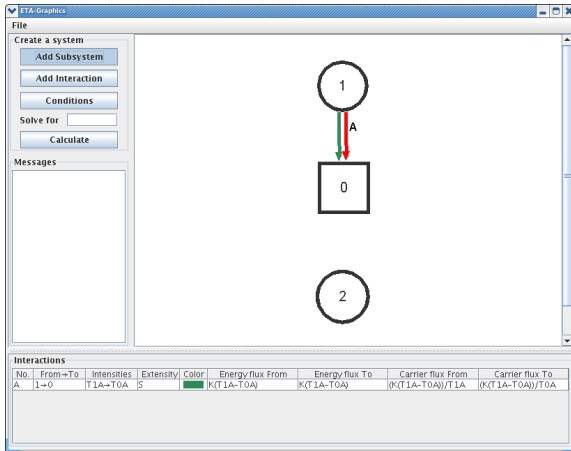 ETA-Graphics
File
Create a system
Add Subsystem
Add Interaction
Conditions
Solve for
Calculate
Messages
1
A
0
2
Interactions
No. From→To Intensities Extensity Color Energy flux From Energy flux To Carrier flux From Carrier flux To
A 1→0 T1A→T0A S K(T1A–T0A) K(T1A–T0A) (K(T1A–T0A))/T1A (K(T1A–T0A))/T0A